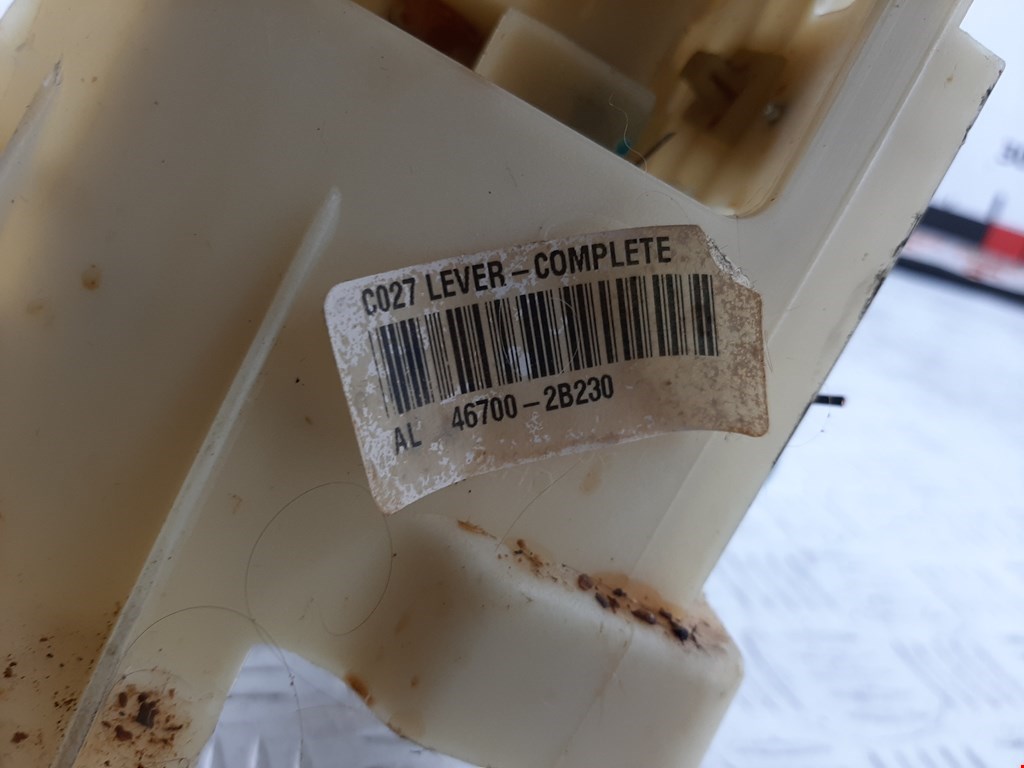 C027 LEVER – COMPLETE
AL 46700 – 2B230